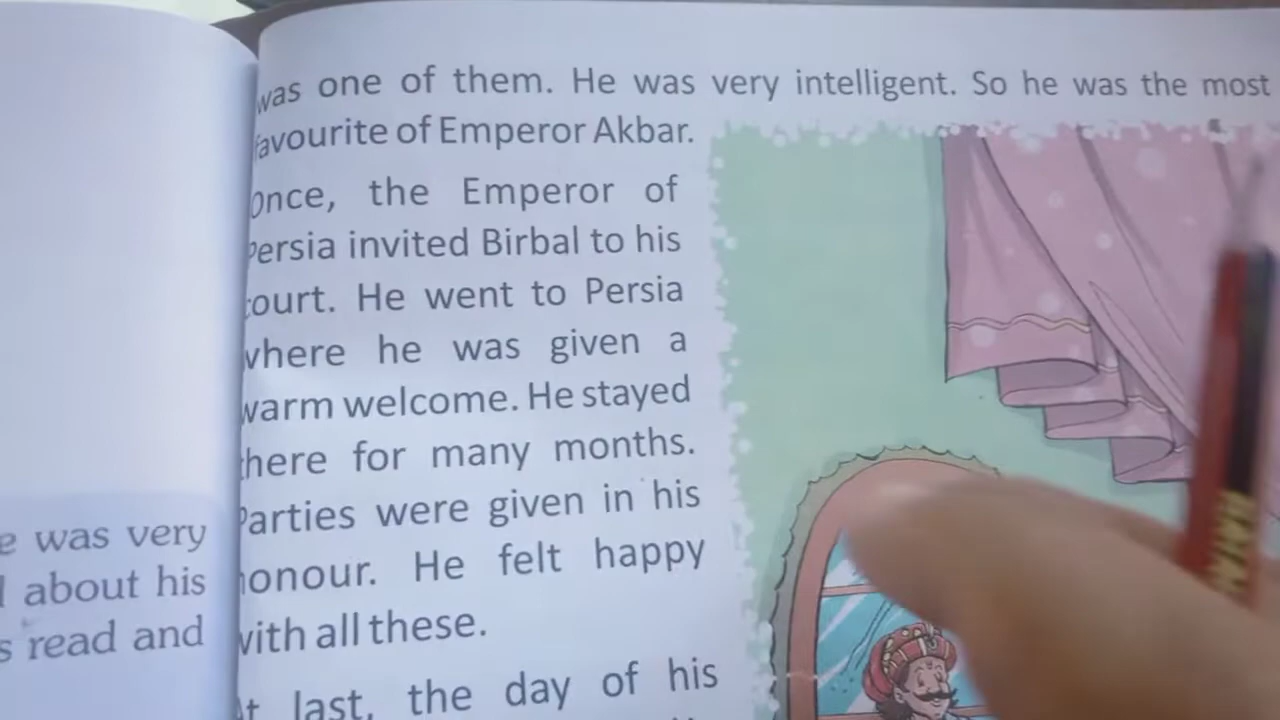 e was very
about his
s read and
was one of them. He was very intelligent. So he was the most
favourite of Emperor Akbar.
Once, the Emperor of
Persia invited Birbal to his
court. He went to Persia
where he was given a
warm welcome. He stayed
there for many months.
Parties were given in his
honour. He felt happy
with all these.
At last, the day of his